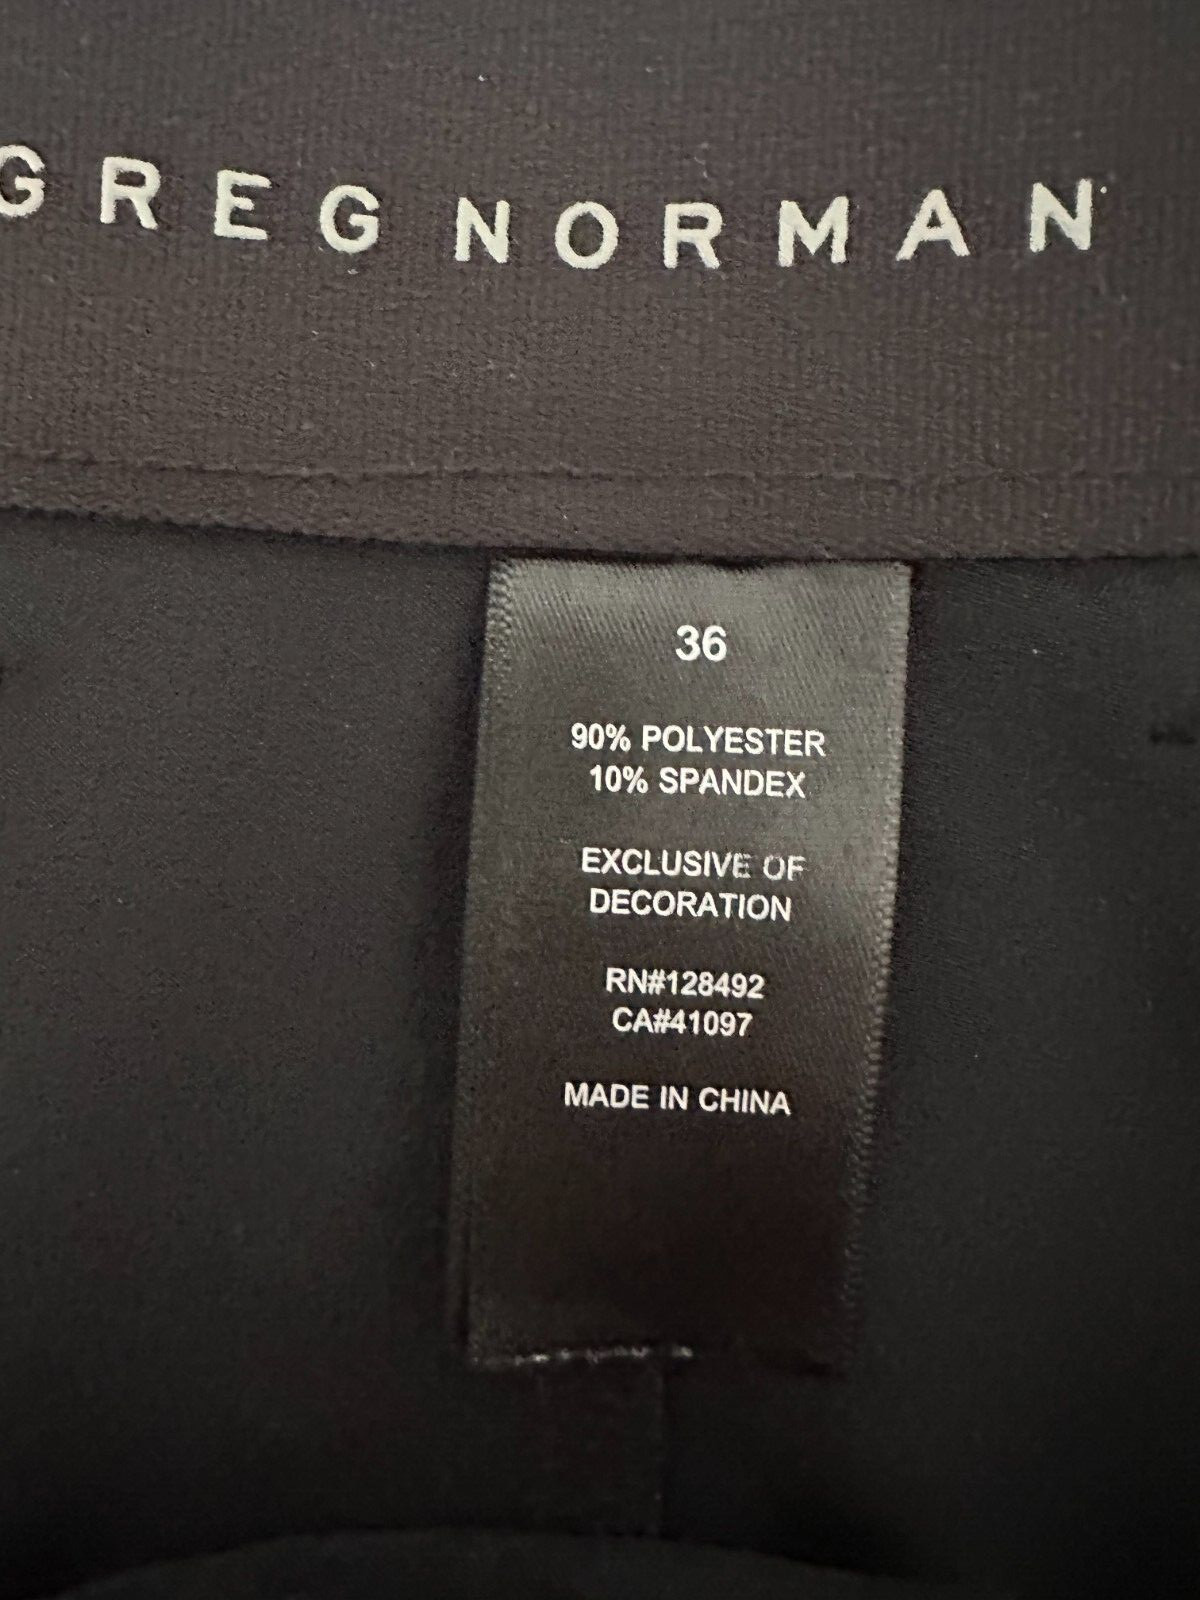 GREG NORMAN
36
90% POLYESTER
10% SPANDEX
EXCLUSIVE OF
DECORATION
RN#128492
CA#41097
MADE IN CHINA